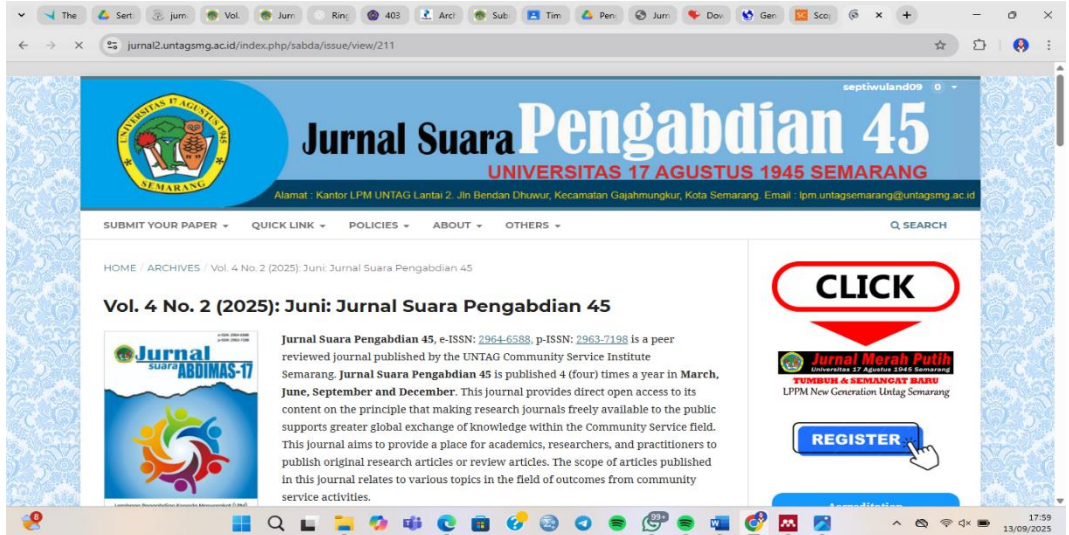 The
Sert
jurn
Vol.
Jurn
Ring
403
Arch
Sub
Tim
Pen
Jurr
Dov
Gen
Scop
jurnal2.untagsmg.ac.id/index.php/sabda/issue/view/211
septiwuland09 0
UNIVERSITAS 17 AGUSTUS 1945
SEMARANG
Jurnal Suara Pengabdian 45
UNIVERSITAS 17 AGUSTUS 1945 SEMARANG
Alamat : Kantor LPM UNTAG Lantai 2. Jln Bendan Dhuwur, Kecamatan Gajahmungkur, Kota Semarang. Email : lpm.untagsemarang@untagsmg.ac.id
SUBMIT YOUR PAPER QUICK LINK POLICIES ABOUT OTHERS SEARCH
HOME / ARCHIVES / Vol. 4 No. 2 (2025): Juni: Jurnal Suara Pengabdian 45
Vol. 4 No. 2 (2025): Juni: Jurnal Suara Pengabdian 45
Jurnal
suara ABDIMAS-17
Jurnal Suara Pengabdian 45, e-ISSN: 2964-6588, p-ISSN: 2963-7198 is a peer
reviewed journal published by the UNTAG Community Service Institute
Semarang. Jurnal Suara Pengabdian 45 is published 4 (four) times a year in March,
June, September and December. This journal provides direct open access to its
content on the principle that making research journals freely available to the public
supports greater global exchange of knowledge within the Community Service field.
This journal aims to provide a place for academics, researchers, and practitioners to
publish original research articles or review articles. The scope of articles published
in this journal relates to various topics in the field of outcomes from community
service activities.
CLICK
Jurnal Merah Putih
Universitas 17 Agustus 1945 Semarang
TUMBUH & SEMANGAT BARU
LPPM New Generation Untag Semarang
REGISTER
Accreditation
8
99+
17:59
13/09/2025